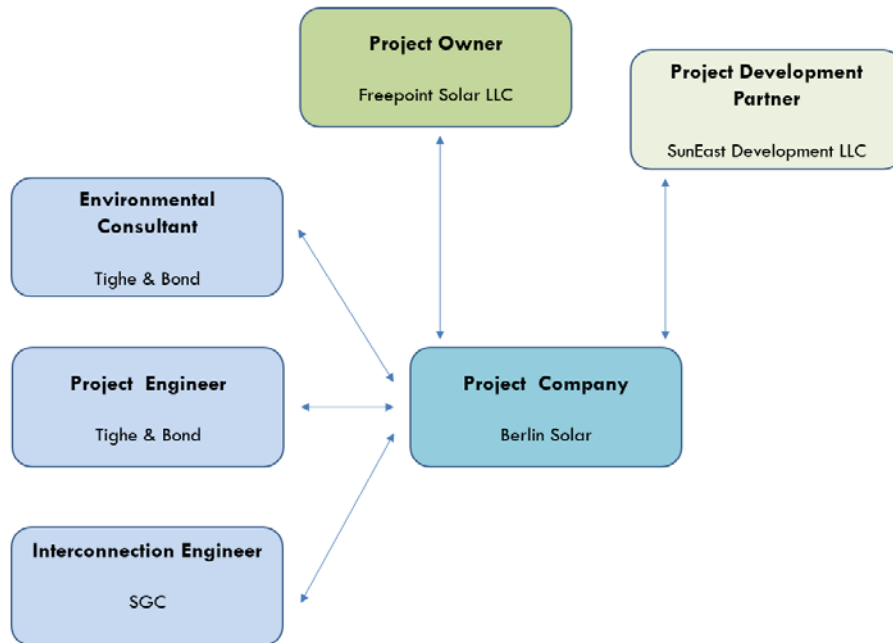 Project Owner
Freepoint Solar LLC
Project Development
Partner
SunEast Development LLC
Environmental
Consultant
Tighe & Bond
Project Engineer
Tighe & Bond
Project Company
Berlin Solar
Interconnection Engineer
SGC